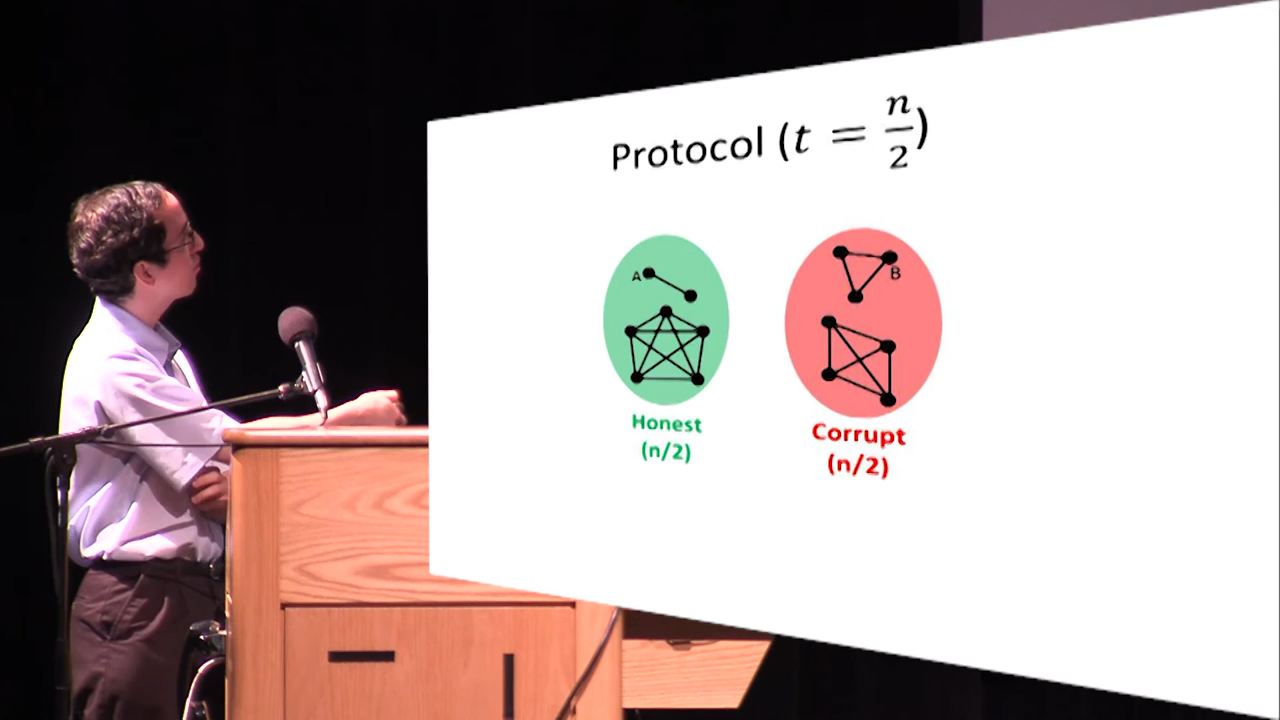 Protocol (t = n/2)
A
B
Honest
(n/2)
Corrupt
(n/2)